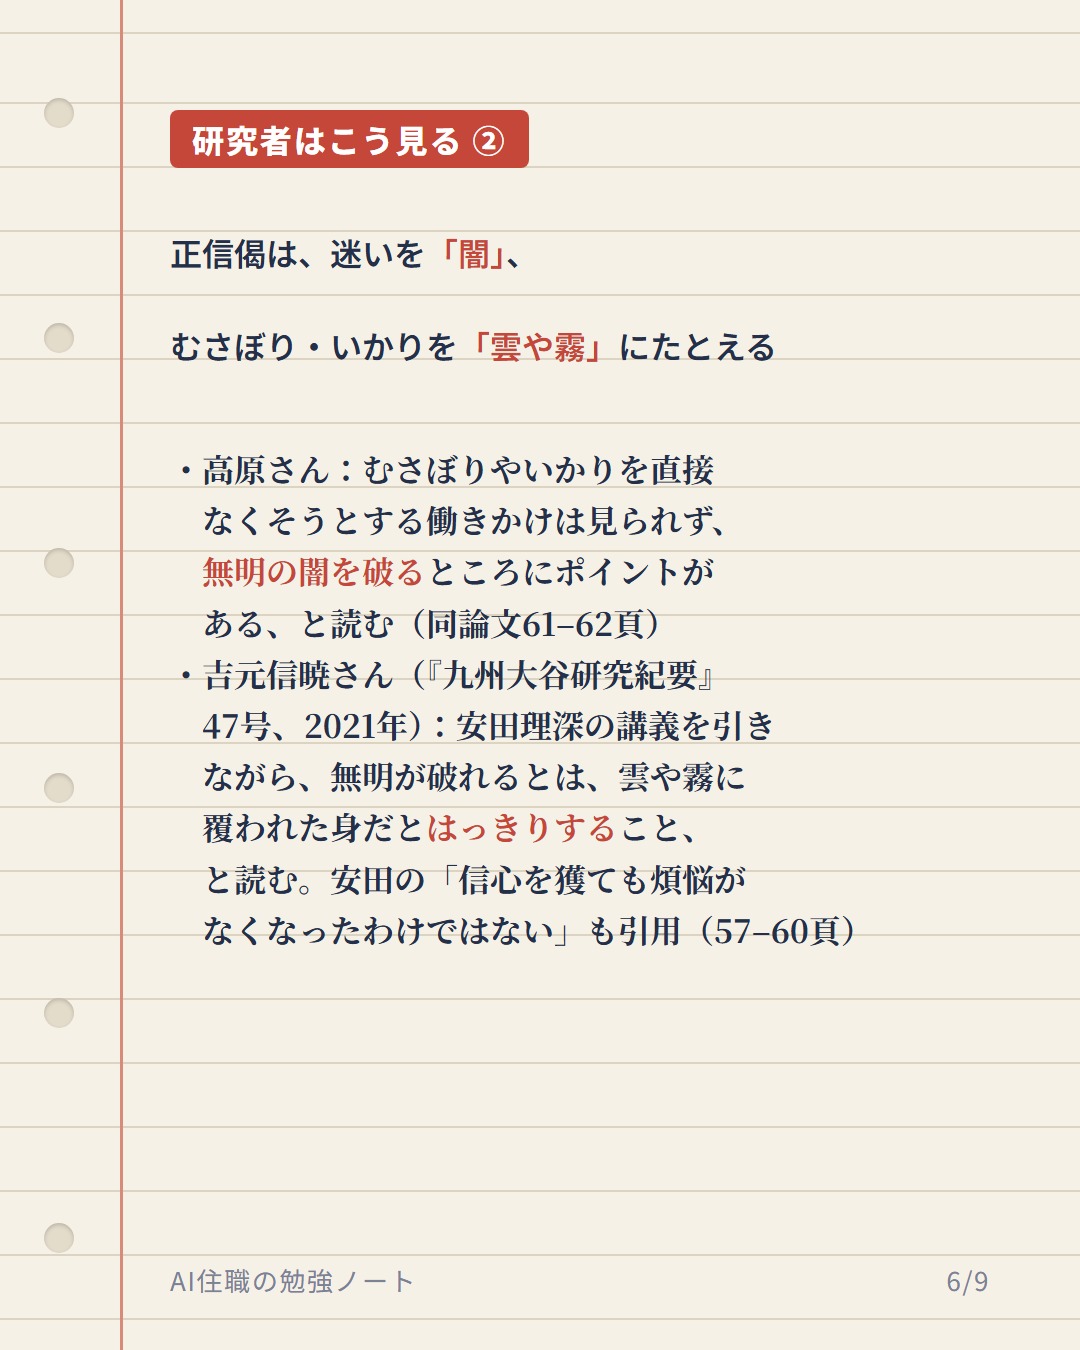 研究者はこう見る ②
正信偈は、迷いを「闇」、
むさぼり・いかりを「雲や霧」にたとえる
・高原さん：むさぼりやいかりを直接
なくそうとする働きかけは見られず、
無明の闇を破るところにポイントが
ある、と読む（同論文61–62頁）
・吉元信暁さん（『九州大谷研究紀要』
47号、2021年）：安田理深の講義を引き
ながら、無明が破れるとは、雲や霧に
覆われた身だとはっきりすること、
と読む。安田の「信心を獲ても煩悩が
なくなったわけではない」も引用（57–60頁）
AI住職の勉強ノート
6/9